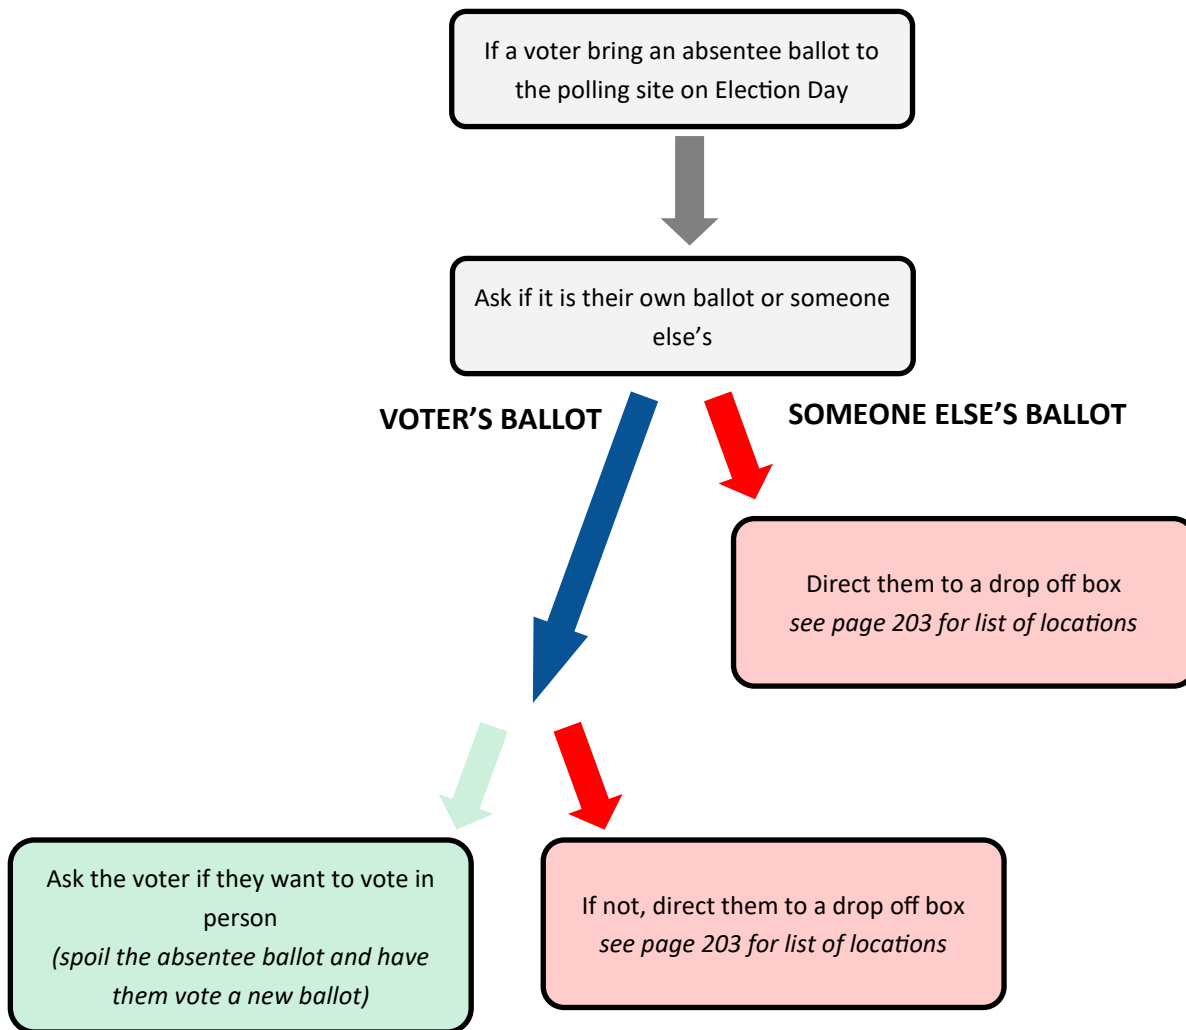 If a voter bring an absentee ballot to
the polling site on Election Day
Ask if it is their own ballot or someone
else’s
VOTER’S BALLOT
SOMEONE ELSE’S BALLOT
Direct them to a drop off box
see page 203 for list of locations
Ask the voter if they want to vote in
person
(spoil the absentee ballot and have
them vote a new ballot)
If not, direct them to a drop off box
see page 203 for list of locations